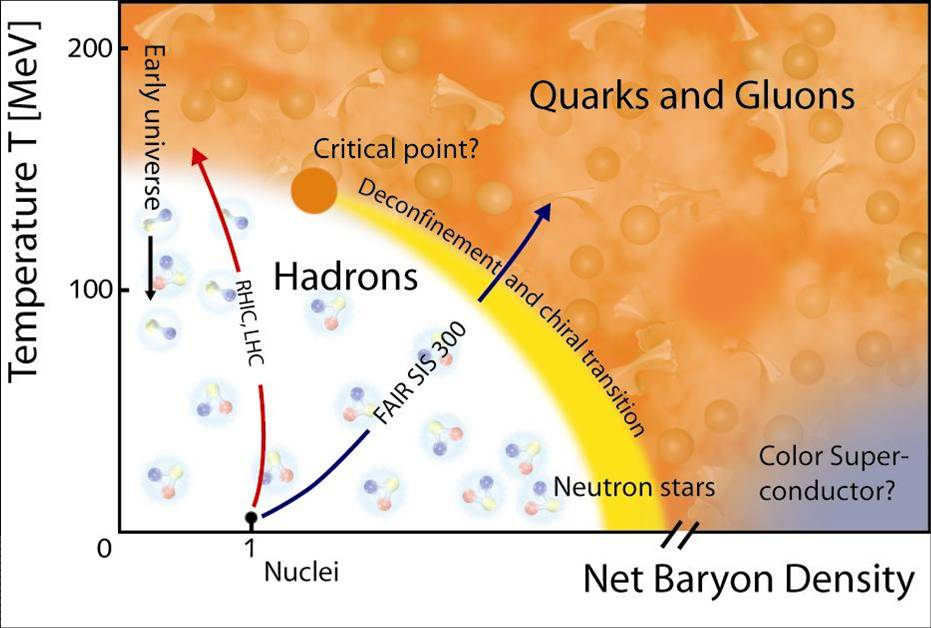 Temperature T [MeV]
200
100
0
Early universe
Quarks and Gluons
Critical point?
Deconfinement and chiral transition
Hadrons
RHIC, LHC
FAIR SIS 300
Color Super-
conductor?
Neutron stars
1
Nuclei
Net Baryon Density